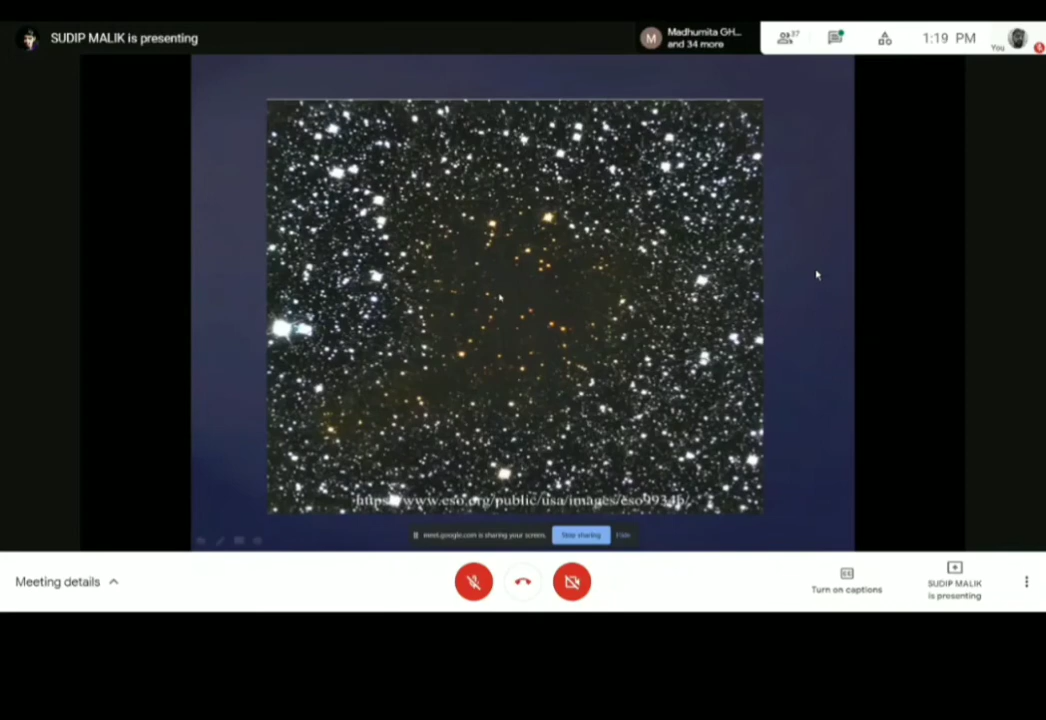 SUDIP MALIK is presenting
M
Madhumita GH...
and 34 more
37
1:19 PM
You
https://www.eso.org/public/usa/images/eso9934b/
meet.google.com is sharing your screen.
Stop sharing
Hide
Meeting details
CC
Turn on captions
SUDIP MALIK
is presenting